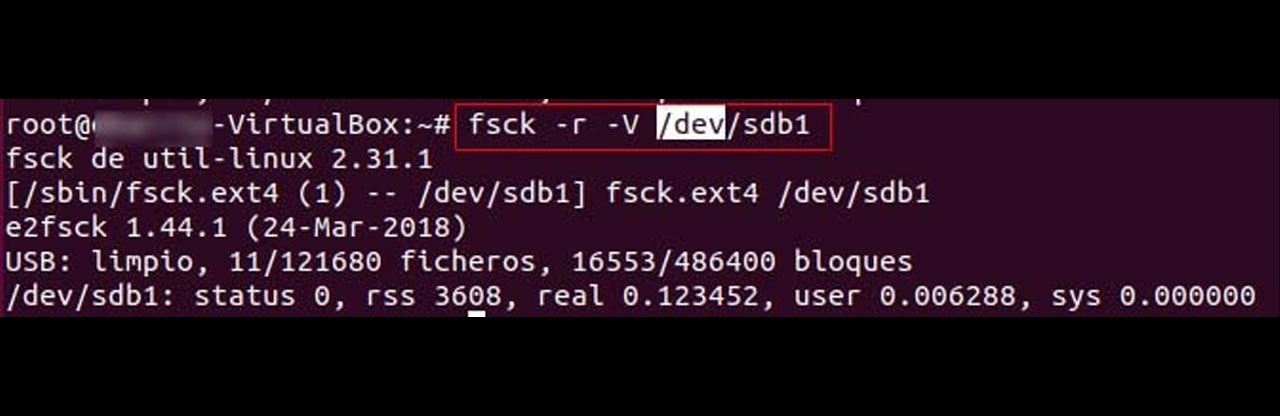 root@ -VirtualBox:~# fsck -r -V /dev/sdb1
fsck de util-linux 2.31.1
[/sbin/fsck.ext4 (1) -- /dev/sdb1] fsck.ext4 /dev/sdb1
e2fsck 1.44.1 (24-Mar-2018)
USB: limpio, 11/121680 ficheros, 16553/486400 bloques
/dev/sdb1: status 0, rss 3608, real 0.123452, user 0.006288, sys 0.000000